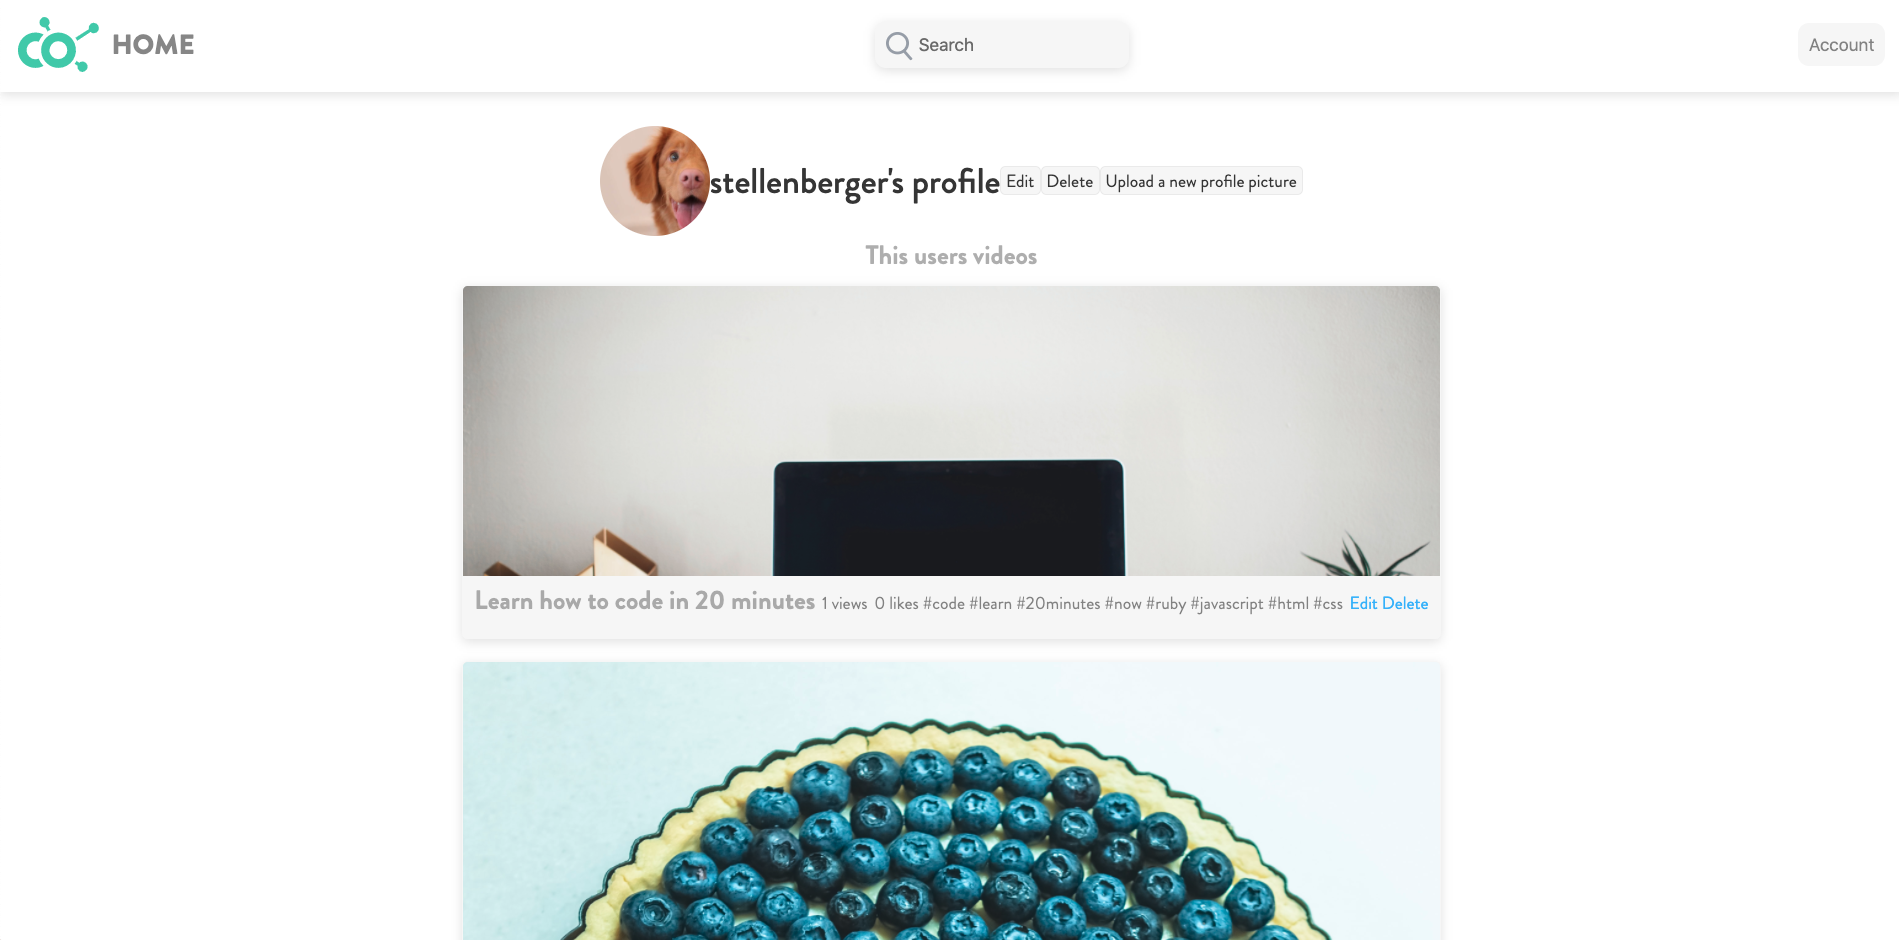 co HOME
Search
Account
stellenberger's profile Edit Delete Upload a new profile picture
This users videos
Learn how to code in 20 minutes 1 views 0 likes #code #learn #20minutes #now #ruby #javascript #html #css Edit Delete